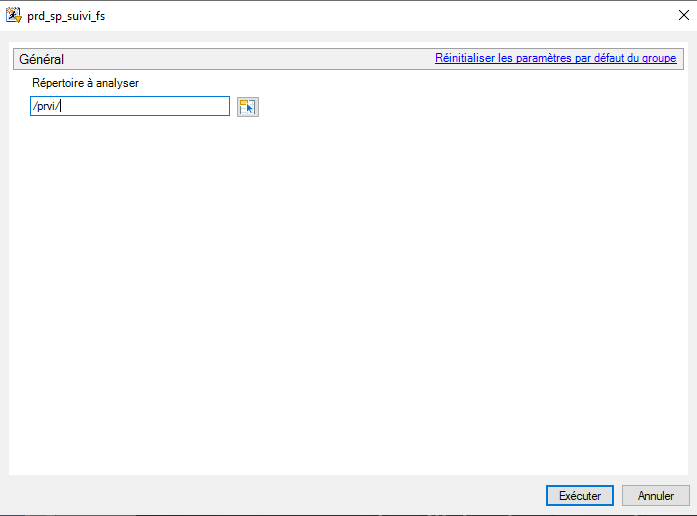 prd_sp_suivi_fs
Général
Réinitialiser les paramètres par défaut du groupe
Répertoire à analyser
/prvi/
Exécuter
Annuler